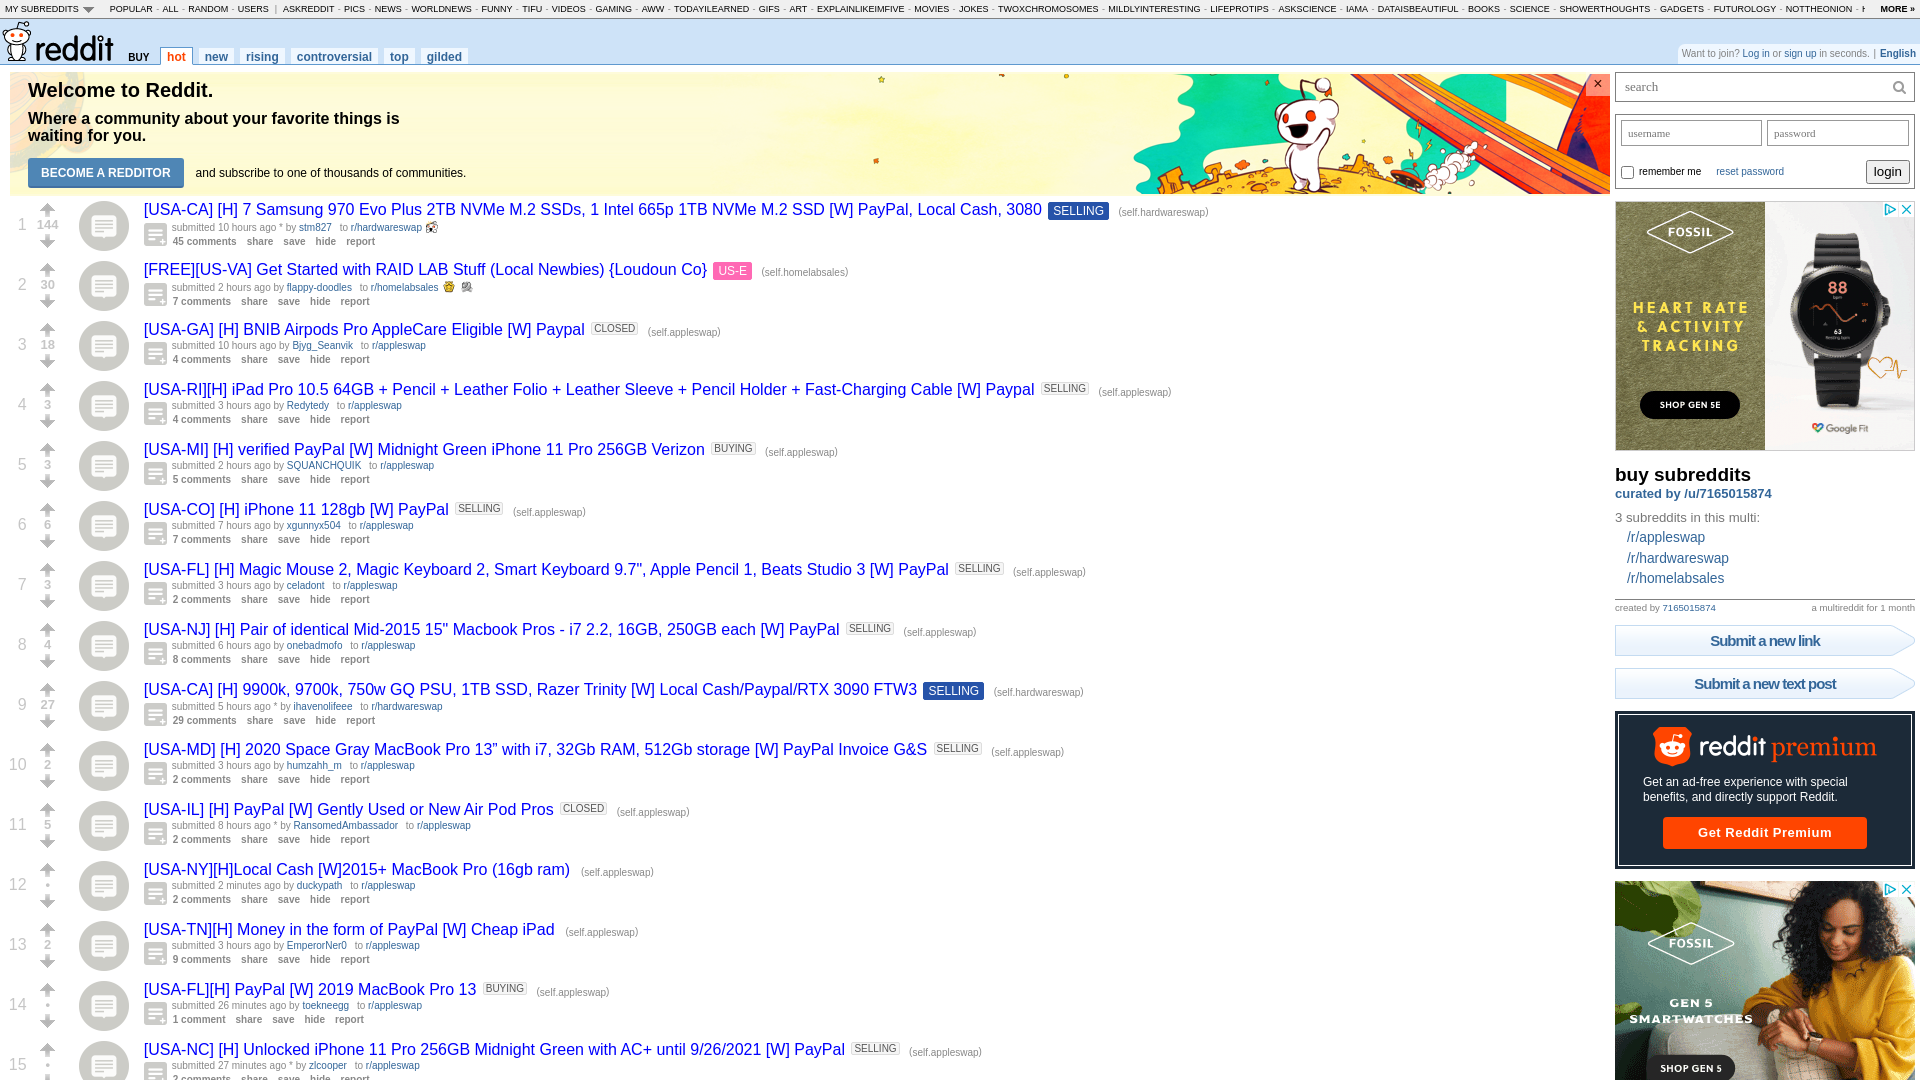 MY SUBREDDITS POPULAR - ALL - RANDOM - USERS | ASKREDDIT - PICS - NEWS - WORLDNEWS - FUNNY - TIFU - VIDEOS - GAMING - AWW - TODAYILEARNED - GIFS - ART - EXPLAINLIKEIMFIVE - MOVIES - JOKES - TWOXCHROMOSOMES - MILDLYINTERESTING - LIFEPROTIPS - ASKSCIENCE - IAMA - DATAISBEAUTIFUL - BOOKS - SCIENCE - SHOWERTHOUGHTS - GADGETS - FUTUROLOGY - NOTTHEONION - MORE »
reddit BUY hot new rising controversial top gilded
Want to join? Log in or sign up in seconds. | English
Welcome to Reddit.
Where a community about your favorite things is
waiting for you.
BECOME A REDDITOR and subscribe to one of thousands of communities.
×
1 144 [USA-CA] [H] 7 Samsung 970 Evo Plus 2TB NVMe M.2 SSDs, 1 Intel 665p 1TB NVMe M.2 SSD [W] PayPal, Local Cash, 3080 SELLING (self.hardwareswap)
submitted 10 hours ago * by stm827 to r/hardwareswap
45 comments share save hide report
2 30 [FREE][US-VA] Get Started with RAID LAB Stuff (Local Newbies) {Loudoun Co} US-E (self.homelabsales)
submitted 2 hours ago by flappy-doodles to r/homelabsales
7 comments share save hide report
3 18 [USA-GA] [H] BNIB Airpods Pro AppleCare Eligible [W] Paypal CLOSED (self.appleswap)
submitted 10 hours ago by Bjyg_Seanvik to r/appleswap
4 comments share save hide report
4 3 [USA-RI][H] iPad Pro 10.5 64GB + Pencil + Leather Folio + Leather Sleeve + Pencil Holder + Fast-Charging Cable [W] Paypal SELLING (self.appleswap)
submitted 3 hours ago by Redytedy to r/appleswap
4 comments share save hide report
5 3 [USA-MI] [H] verified PayPal [W] Midnight Green iPhone 11 Pro 256GB Verizon BUYING (self.appleswap)
submitted 2 hours ago by SQUANCHQUIK to r/appleswap
5 comments share save hide report
6 6 [USA-CO] [H] iPhone 11 128gb [W] PayPal SELLING (self.appleswap)
submitted 7 hours ago by xgunnyx504 to r/appleswap
7 comments share save hide report
7 3 [USA-FL] [H] Magic Mouse 2, Magic Keyboard 2, Smart Keyboard 9.7", Apple Pencil 1, Beats Studio 3 [W] PayPal SELLING (self.appleswap)
submitted 3 hours ago by celadont to r/appleswap
2 comments share save hide report
8 4 [USA-NJ] [H] Pair of identical Mid-2015 15" Macbook Pros - i7 2.2, 16GB, 250GB each [W] PayPal SELLING (self.appleswap)
submitted 6 hours ago by onebadmofo to r/appleswap
8 comments share save hide report
9 27 [USA-CA] [H] 9900k, 9700k, 750w GQ PSU, 1TB SSD, Razer Trinity [W] Local Cash/Paypal/RTX 3090 FTW3 SELLING (self.hardwareswap)
submitted 5 hours ago * by ihavenolifeee to r/hardwareswap
29 comments share save hide report
10 2 [USA-MD] [H] 2020 Space Gray MacBook Pro 13” with i7, 32Gb RAM, 512Gb storage [W] PayPal Invoice G&S SELLING (self.appleswap)
submitted 3 hours ago by humzahh_m to r/appleswap
2 comments share save hide report
11 5 [USA-IL] [H] PayPal [W] Gently Used or New Air Pod Pros CLOSED (self.appleswap)
submitted 8 hours ago * by RansomedAmbassador to r/appleswap
2 comments share save hide report
12 • [USA-NY][H]Local Cash [W]2015+ MacBook Pro (16gb ram) (self.appleswap)
submitted 2 minutes ago by duckypath to r/appleswap
2 comments share save hide report
13 2 [USA-TN][H] Money in the form of PayPal [W] Cheap iPad (self.appleswap)
submitted 3 hours ago by EmperorNer0 to r/appleswap
9 comments share save hide report
14 • [USA-FL][H] PayPal [W] 2019 MacBook Pro 13 BUYING (self.appleswap)
submitted 26 minutes ago by toekneegg to r/appleswap
1 comment share save hide report
15 • [USA-NC] [H] Unlocked iPhone 11 Pro 256GB Midnight Green with AC+ until 9/26/2021 [W] PayPal SELLING (self.appleswap)
submitted 27 minutes ago * by zlcooper to r/appleswap
2 comments share save hide report
search
username password
remember me reset password login
FOSSIL
HEART RATE
& ACTIVITY
TRACKING
SHOP GEN 5E
88
bpm
63
Resting bpm
Google Fit
buy subreddits
curated by /u/7165015874
3 subreddits in this multi:
/r/appleswap
/r/hardwareswap
/r/homelabsales
created by 7165015874 a multireddit for 1 month
Submit a new link
Submit a new text post
reddit premium
Get an ad-free experience with special
benefits, and directly support Reddit.
Get Reddit Premium
FOSSIL
GEN 5
SMARTWATCHES
SHOP GEN 5